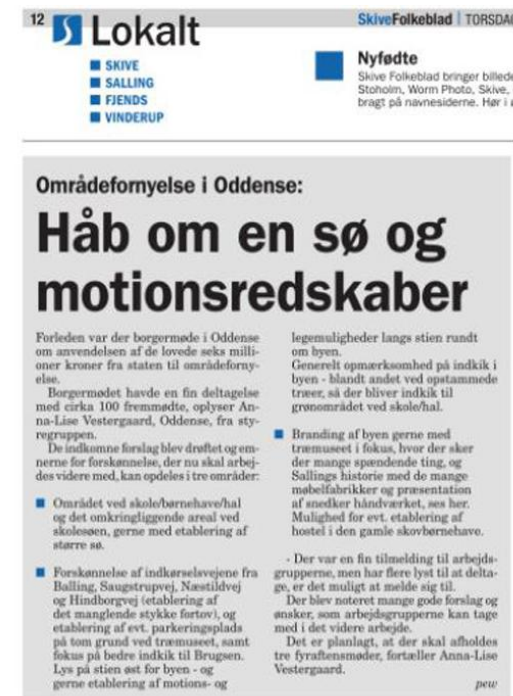 12 Lokalt
SKIVE
SALLING
FJENDS
VINDERUP
SkiveFolkeblad | TORSDAG
Nyfødte
Skive Folkeblad bringer billede
Stoholm, Worm Photo, Skive,
bragt på navnesiderne. Hør i
Områdefornyelse i Oddense:
Håb om en sø og
motionsredskaber
Forleden var der borgermøde i Oddense
om anvendelsen af de lovede seks milli-
oner kroner fra staten til områdeforny-
else.
Borgermødet havde en fin deltagelse
med cirka 100 fremmødte, oplyser An-
na-Lise Vestergaard, Oddense, fra sty-
regruppen.
De indkomne forslag blev drøftet og em-
nerne for forskønnelse, der nu skal arbej-
des videre med, kan opdeles i tre områder:
Området ved skole/børnehave/hal
og det omkringliggende areal ved
skolesøen, gerne med etablering af
større sø.
Forskønnelse af indkørselsvejene fra
Balling, Saugstrupvej, Næstildvej
og Hindborgvej (etablering af
det manglende stykke fortov), og
etablering af evt. parkeringsplads
på tom grund ved træmuseet, samt
fokus på bedre indkik til Brugsen.
Lys på stien øst for byen - og
gerne etablering af motions- og
legemuligheder langs stien rundt
om byen.
Generelt opmærksomhed på indkik i
byen - blandt andet ved opstammede
træer, så der bliver indkik til
grønområdet ved skole/hal.
Branding af byen gerne med
træmuseet i fokus, hvor der sker
der mange spændende ting, og
Sallings historie med de mange
møbelfabrikker og præsentation
af snedker håndværket, ses her.
Mulighed for evt. etablering af
hostel i den gamle skovbørnehave.
- Der var en fin tilmelding til arbejds-
grupperne, men har flere lyst til at delta-
ge, er det muligt at melde sig til.
Der blev noteret mange gode forslag og
ønsker, som arbejdsgrupperne kan tage
med i det videre arbejde.
Det er planlagt, at der skal afholdes
tre fyraftensmøder, fortæller Anna-Lise
Vestergaard.
pew